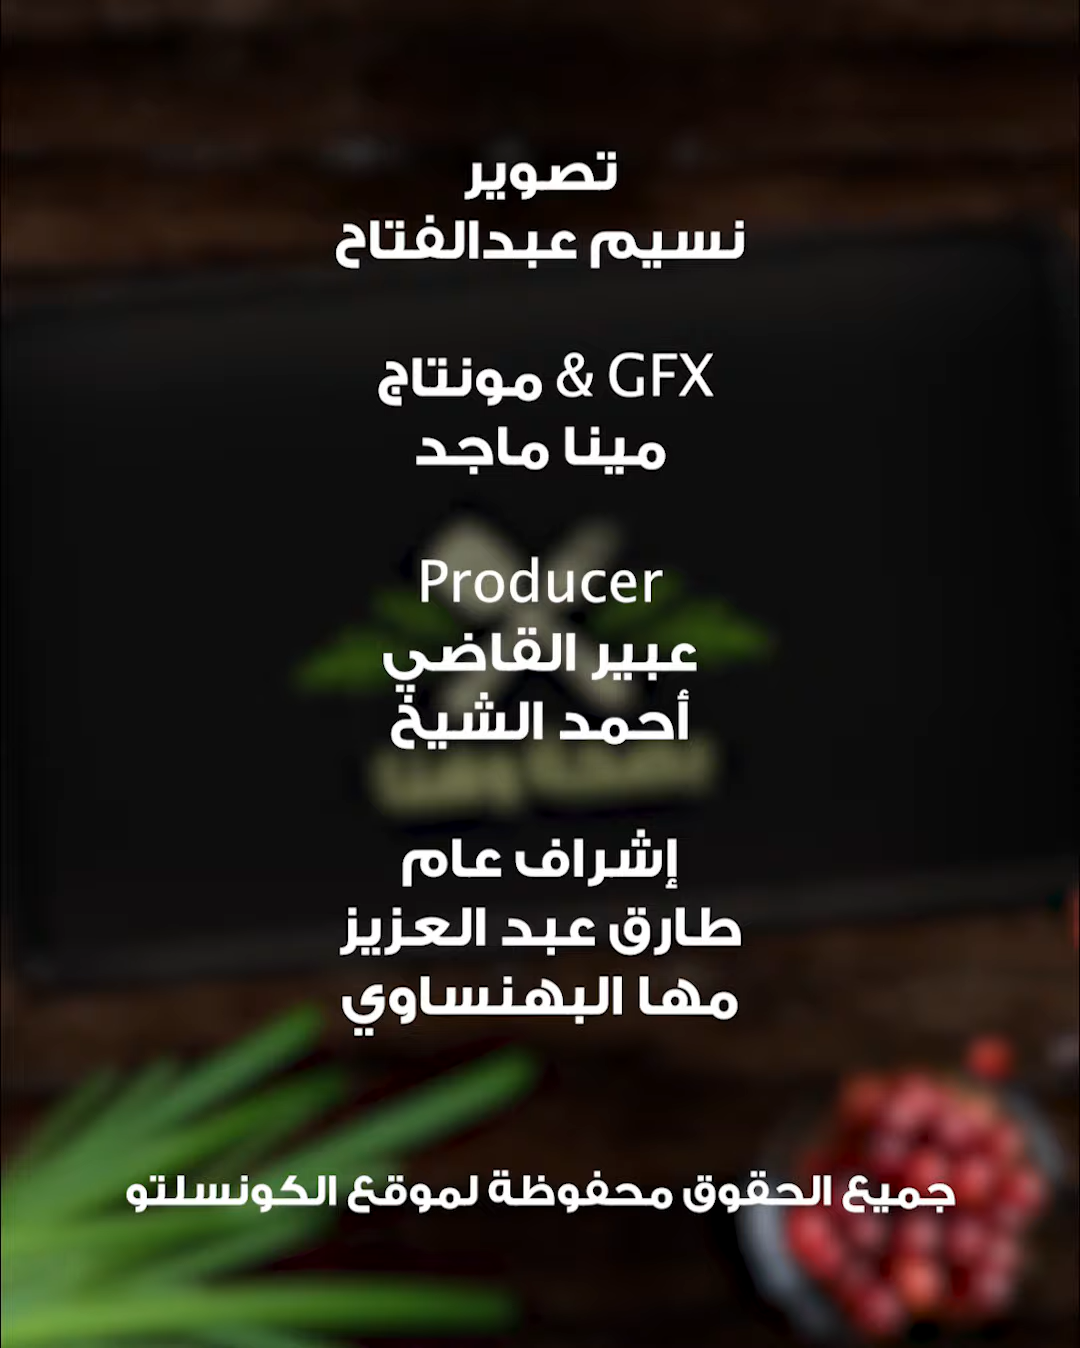 تصوير
نسيم عبدالفتاح
مونتاج & GFX
مينا ماجد
Producer
عبير القاضي
أحمد الشيخ
إشراف عام
طارق عبد العزيز
مها البهنساوي
جميع الحقوق محفوظة لموقع الكونسلتو